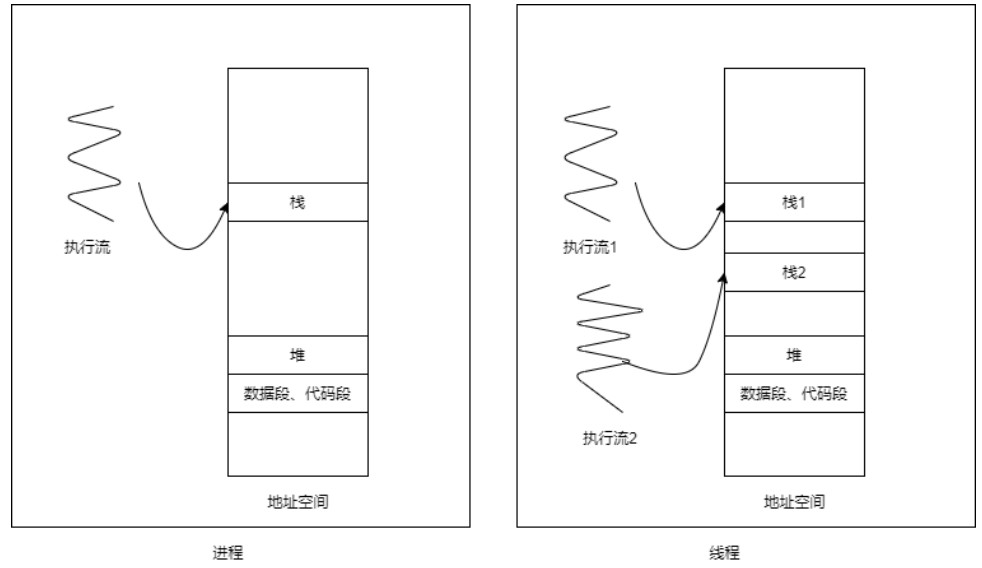 栈
执行流
堆
数据段、代码段
地址空间
进程
栈1
执行流1
栈2
堆
数据段、代码段
执行流2
地址空间
线程